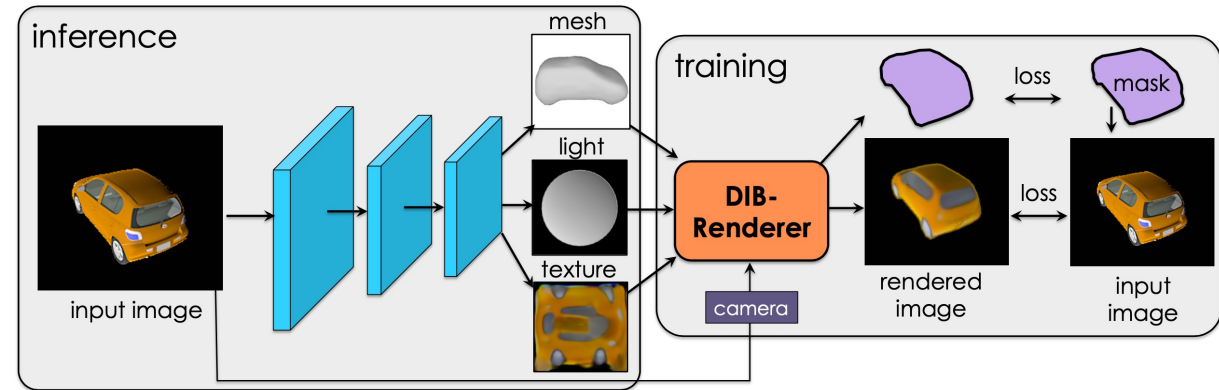 inference
input image
mesh
light
texture
training
DIB-
Renderer
camera
loss
mask
loss
rendered
image
input
image